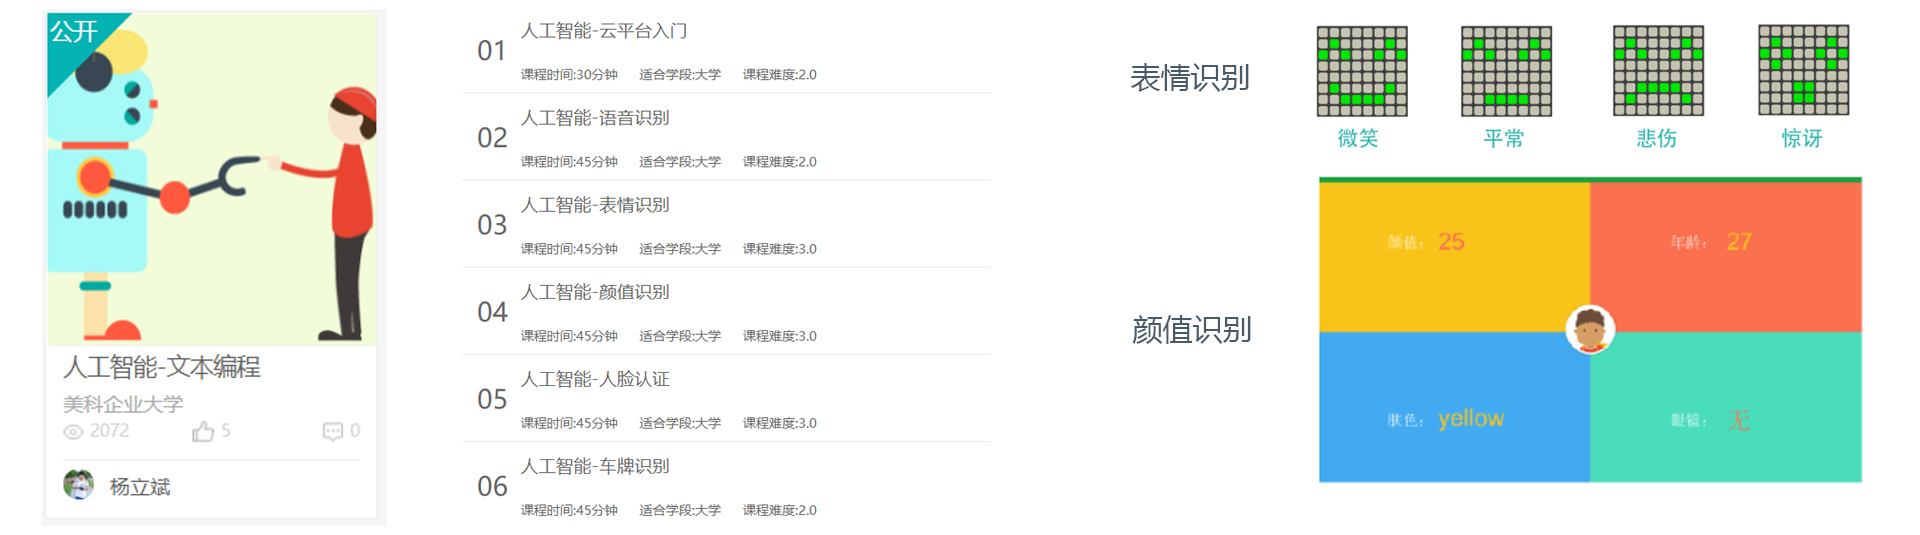 公开
人工智能-文本编程
美科企业大学
2072 5 0
杨立斌
01 人工智能-云平台入门
课程时间:30分钟 适合学段:大学 课程难度:2.0
02 人工智能-语音识别
课程时间:45分钟 适合学段:大学 课程难度:2.0
03 人工智能-表情识别
课程时间:45分钟 适合学段:大学 课程难度:3.0
04 人工智能-颜值识别
课程时间:45分钟 适合学段:大学 课程难度:3.0
05 人工智能-人脸认证
课程时间:45分钟 适合学段:大学 课程难度:3.0
06 人工智能-车牌识别
课程时间:45分钟 适合学段:大学 课程难度:2.0
表情识别
微笑 平常 悲伤 惊讶
颜值识别
颜值: 25 年龄: 27
肤色: yellow 眼镜: 无